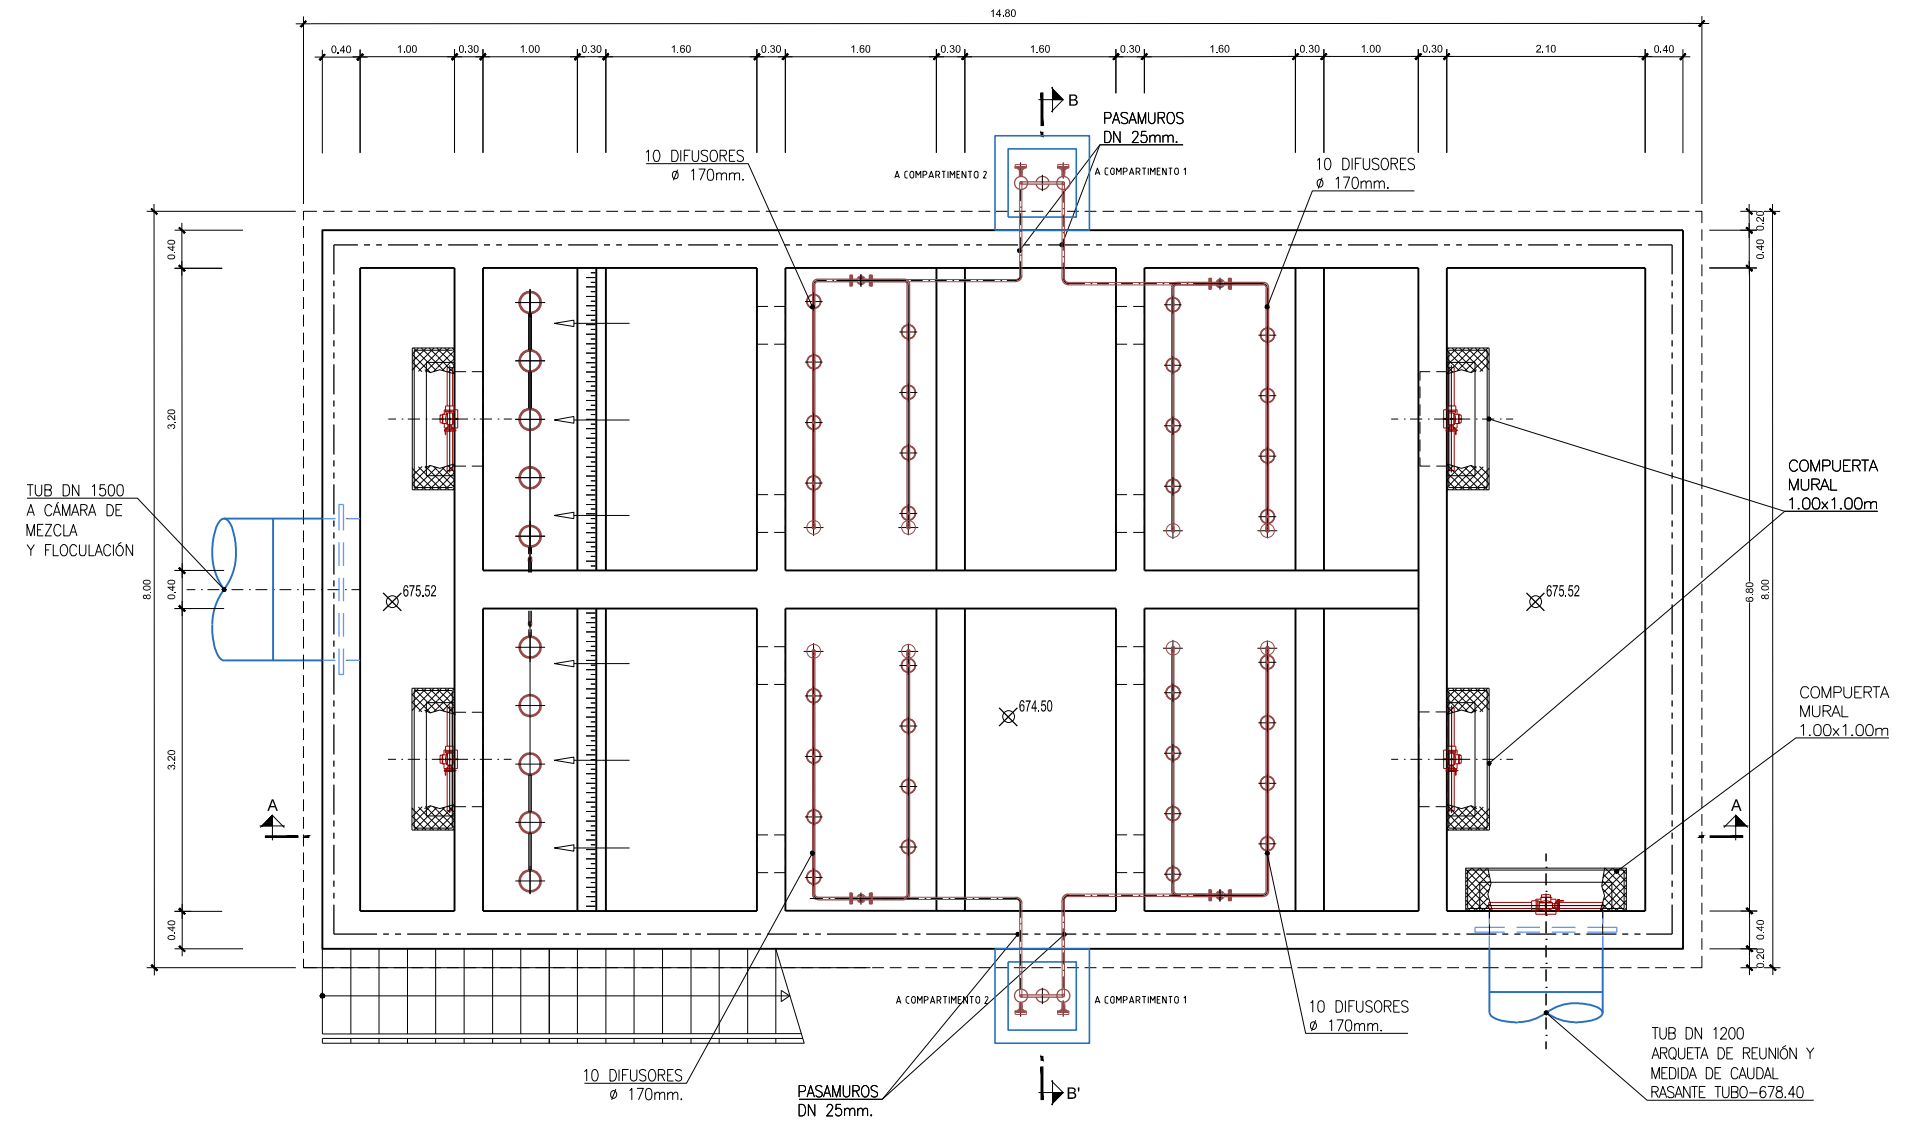 14.80
0.40 1.00 0.30 1.00 0.30 1.60 0.30 1.60 0.30 1.60 0.30 1.60 0.30 1.00 0.30 2.10 0.40
B
PASAMUROS
DN 25mm.
10 DIFUSORES
ø 170mm.
A COMPARTIMENTO 2
A COMPARTIMENTO 1
10 DIFUSORES
ø 170mm.
0.40
3.20
0.40
3.20
0.40
8.00
0.20
0.40
6.80
8.00
0.40
0.20
TUB DN 1500
A CÁMARA DE
MEZCLA
Y FLOCULACIÓN
675.52
675.52
674.50
COMPUERTA
MURAL
1.00x1.00m
COMPUERTA
MURAL
1.00x1.00m
A
A
A COMPARTIMENTO 2
A COMPARTIMENTO 1
10 DIFUSORES
ø 170mm.
10 DIFUSORES
ø 170mm.
PASAMUROS
DN 25mm.
B'
TUB DN 1200
ARQUETA DE REUNIÓN Y
MEDIDA DE CAUDAL
RASANTE TUBO-678.40